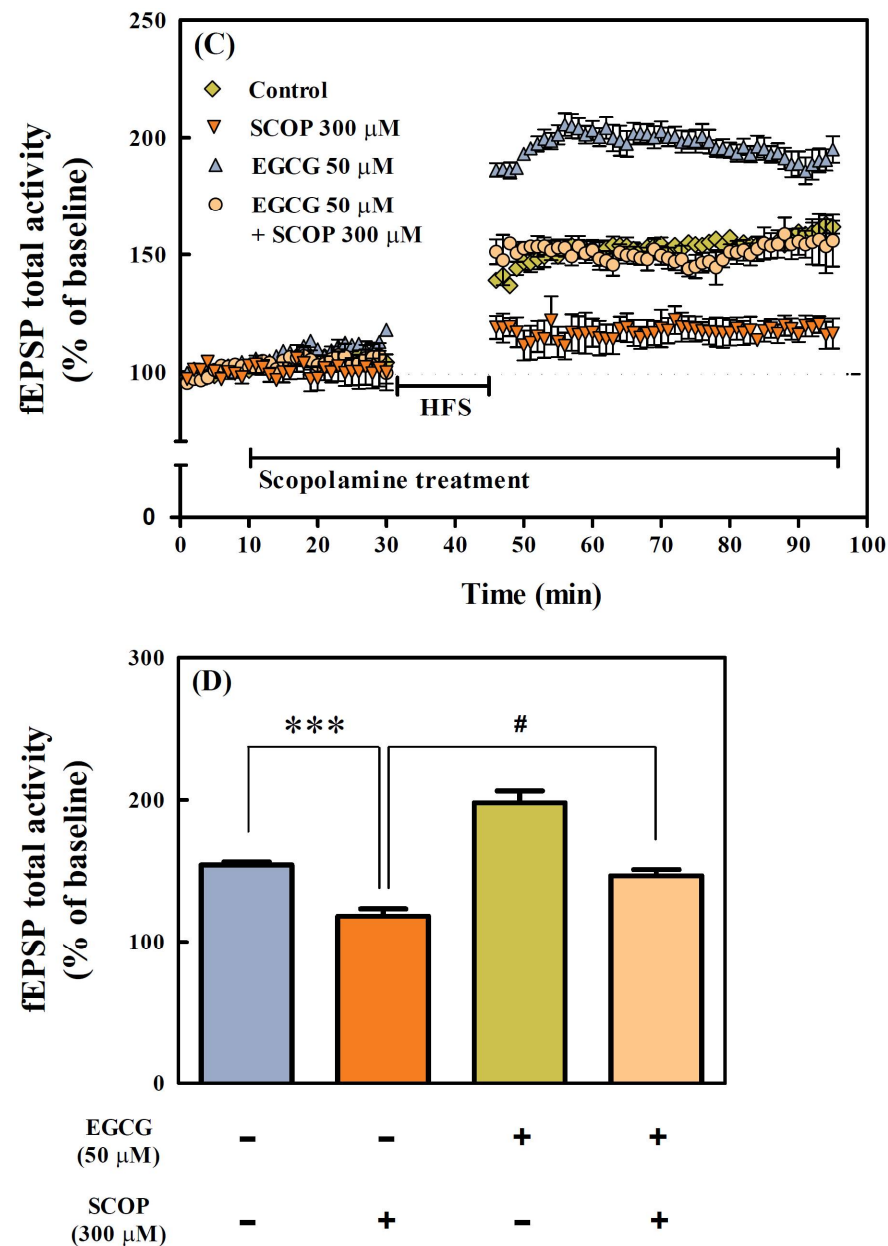 (C)
250
200
150
100
0
fEPSP total activity
(% of baseline)
Control
SCOP 300 μM
EGCG 50 μM
EGCG 50 μM
+ SCOP 300 μM
HFS
Scopolamine treatment
0 10 20 30 40 50 60 70 80 90 100
Time (min)
(D)
300
200
100
0
fEPSP total activity
(% of baseline)
*** #
EGCG
(50 μM)
- - + +
SCOP
(300 μM)
- + - +